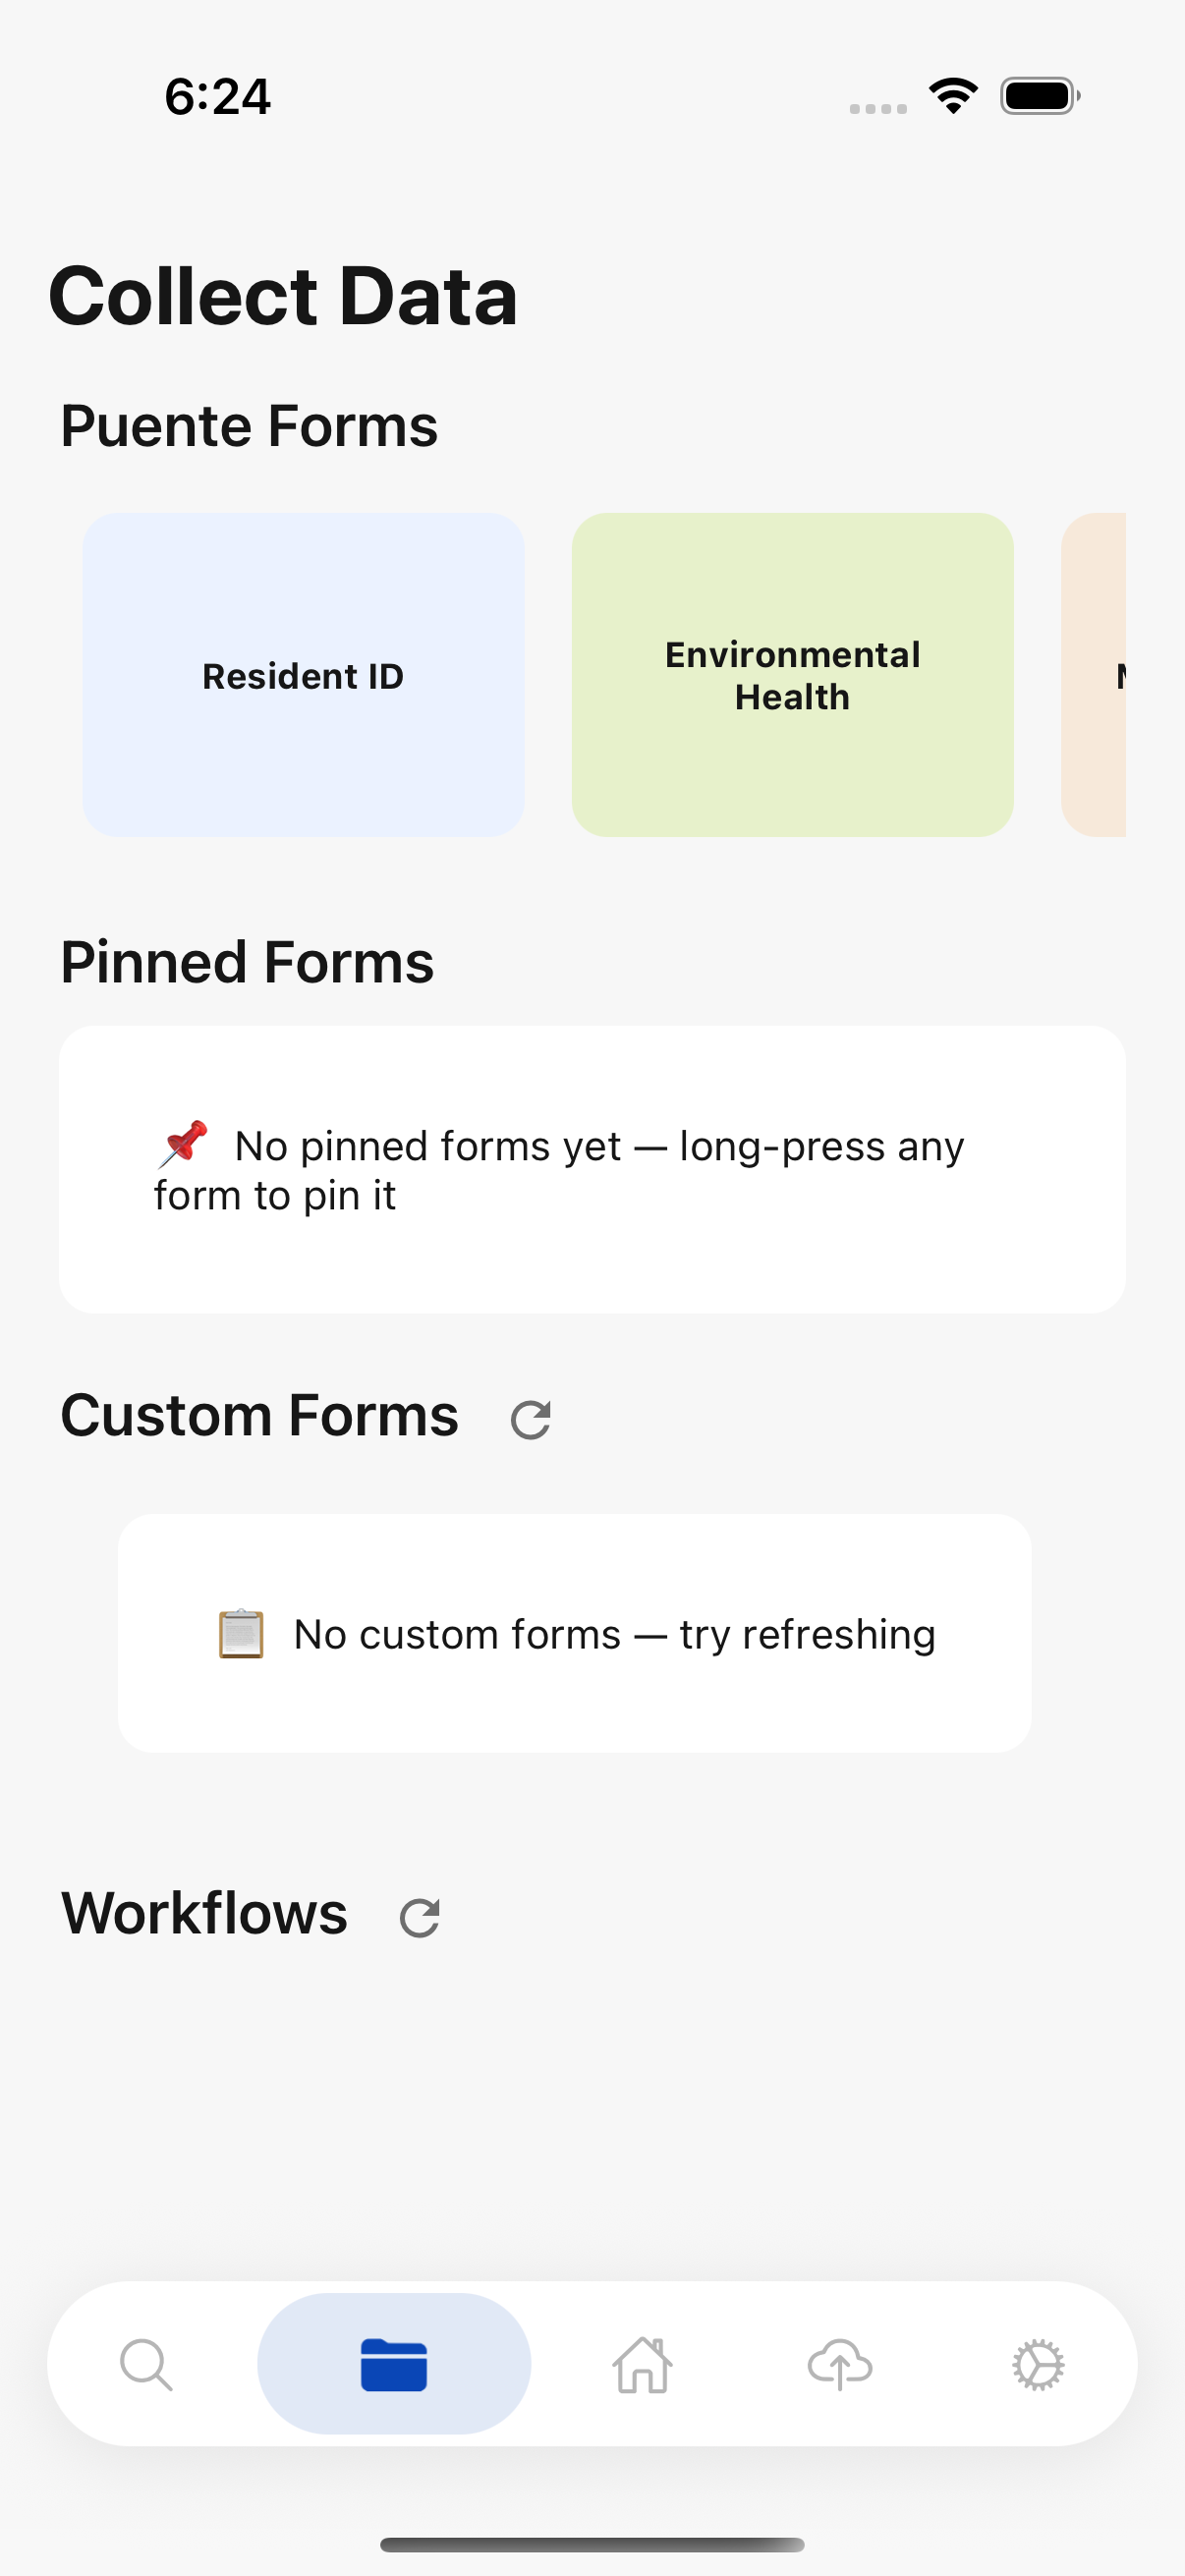 6:24
Collect Data
Puente Forms
Resident ID
Environmental
Health
Pinned Forms
📌 No pinned forms yet — long-press any
form to pin it
Custom Forms
📋 No custom forms — try refreshing
Workflows